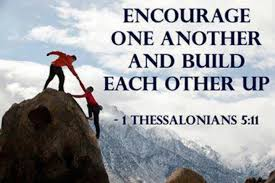 ENCOURAGE
ONE ANOTHER
AND BUILD
EACH OTHER UP
- 1 THESSALONIANS 5:11